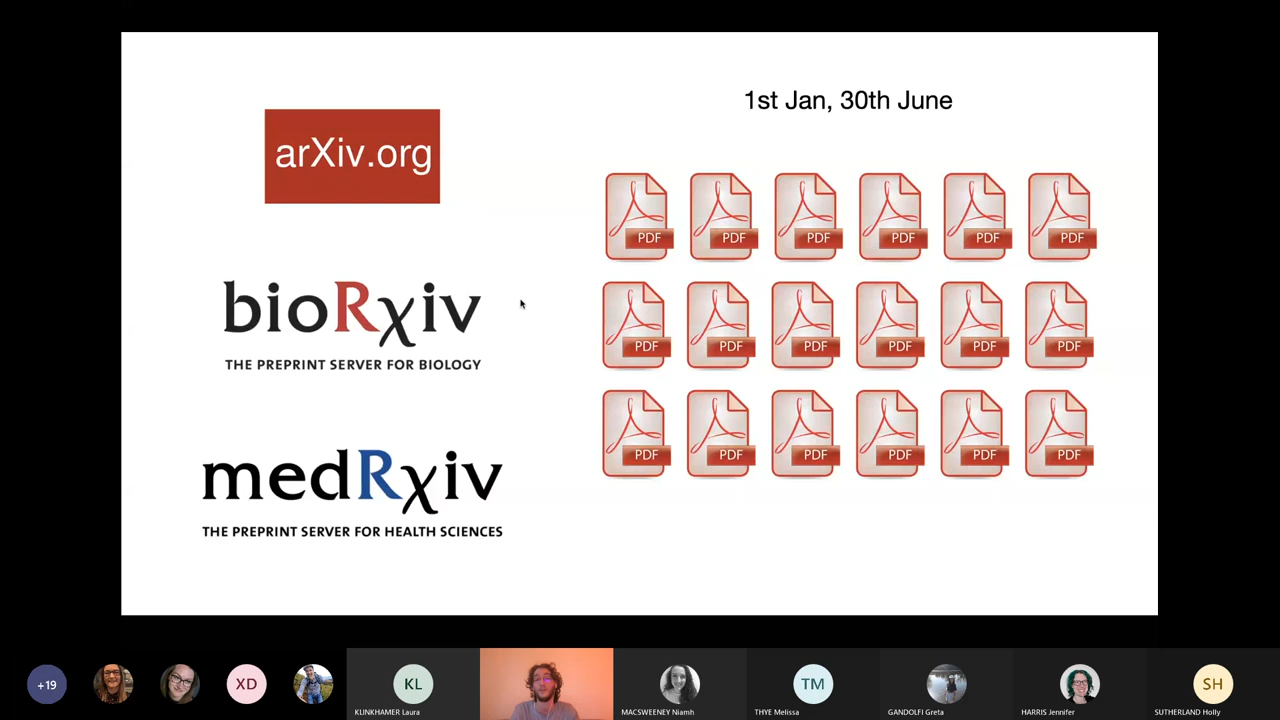 1st Jan, 30th June
arXiv.org
bioRχiv
THE PREPRINT SERVER FOR BIOLOGY
medRχiv
THE PREPRINT SERVER FOR HEALTH SCIENCES
PDF PDF PDF PDF PDF PDF
PDF PDF PDF PDF PDF PDF
PDF PDF PDF PDF PDF PDF
+19
XD
KL
TM
SH
KLINKHAMER Laura
MACSWEENEY Niamh
THYE Melissa
GANDOLFI Greta
HARRIS Jennifer
SUTHERLAND Holly